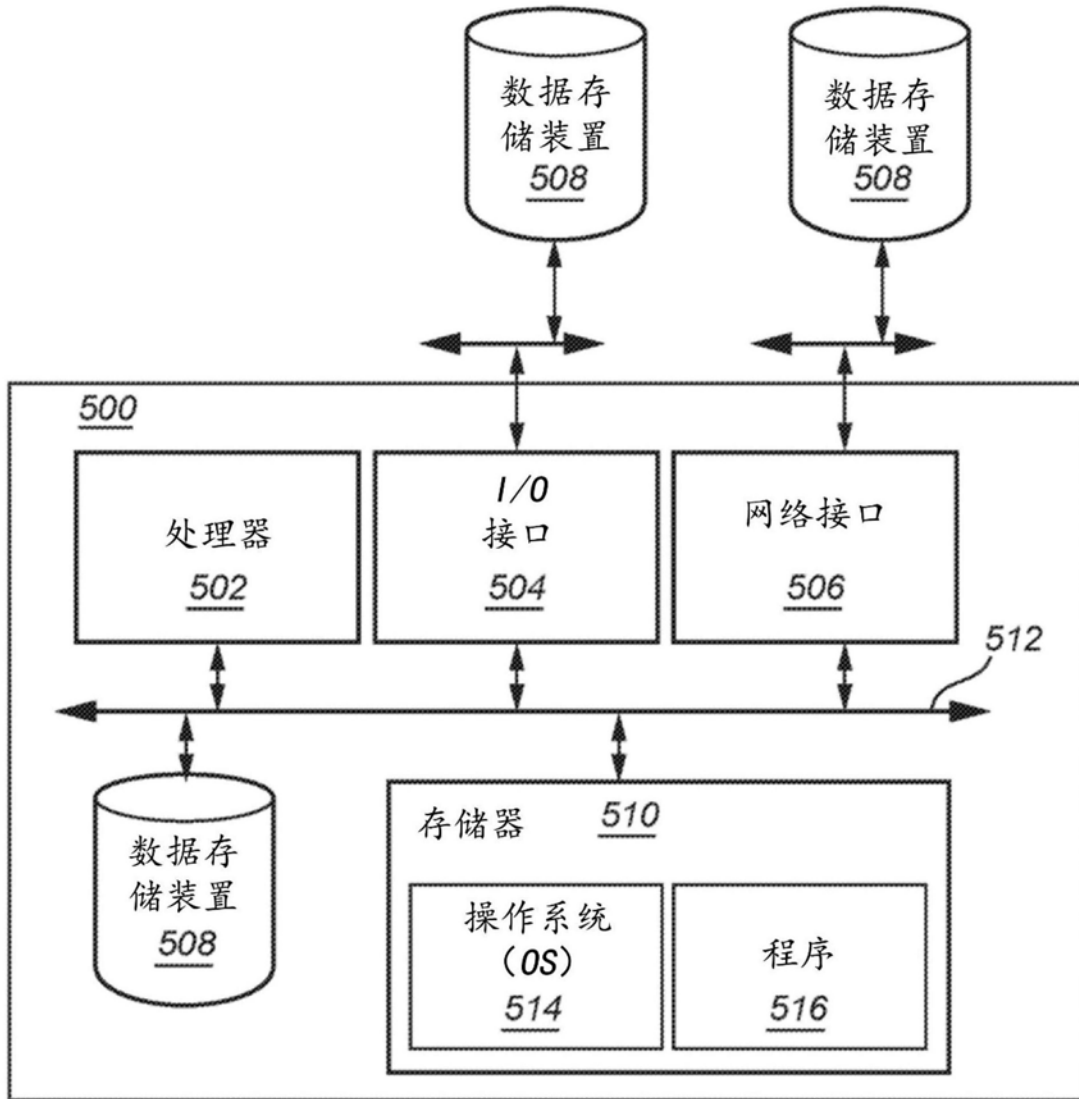 数据存
储装置
508
数据存
储装置
508
500
处理器
502
I/O
接口
504
网络接口
506
512
数据存
储装置
508
存储器
510
操作系统
(OS)
514
程序
516